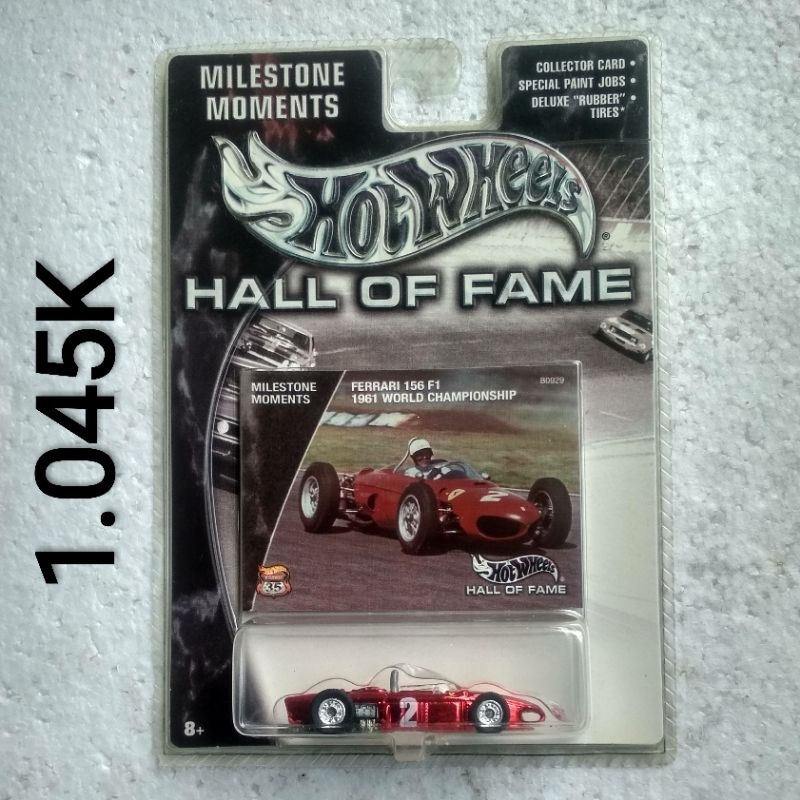 MILESTONE
MOMENTS
COLLECTOR CARD •
SPECIAL PAINT JOBS •
DELUXE "RUBBER" •
TIRES*
HOT WHEELS
®
HALL OF FAME
1.045K
MILESTONE
MOMENTS
FERRARI 156 F1
1961 WORLD CHAMPIONSHIP
B0929
2
HOT WHEELS
HALL OF FAME
35
2
8+